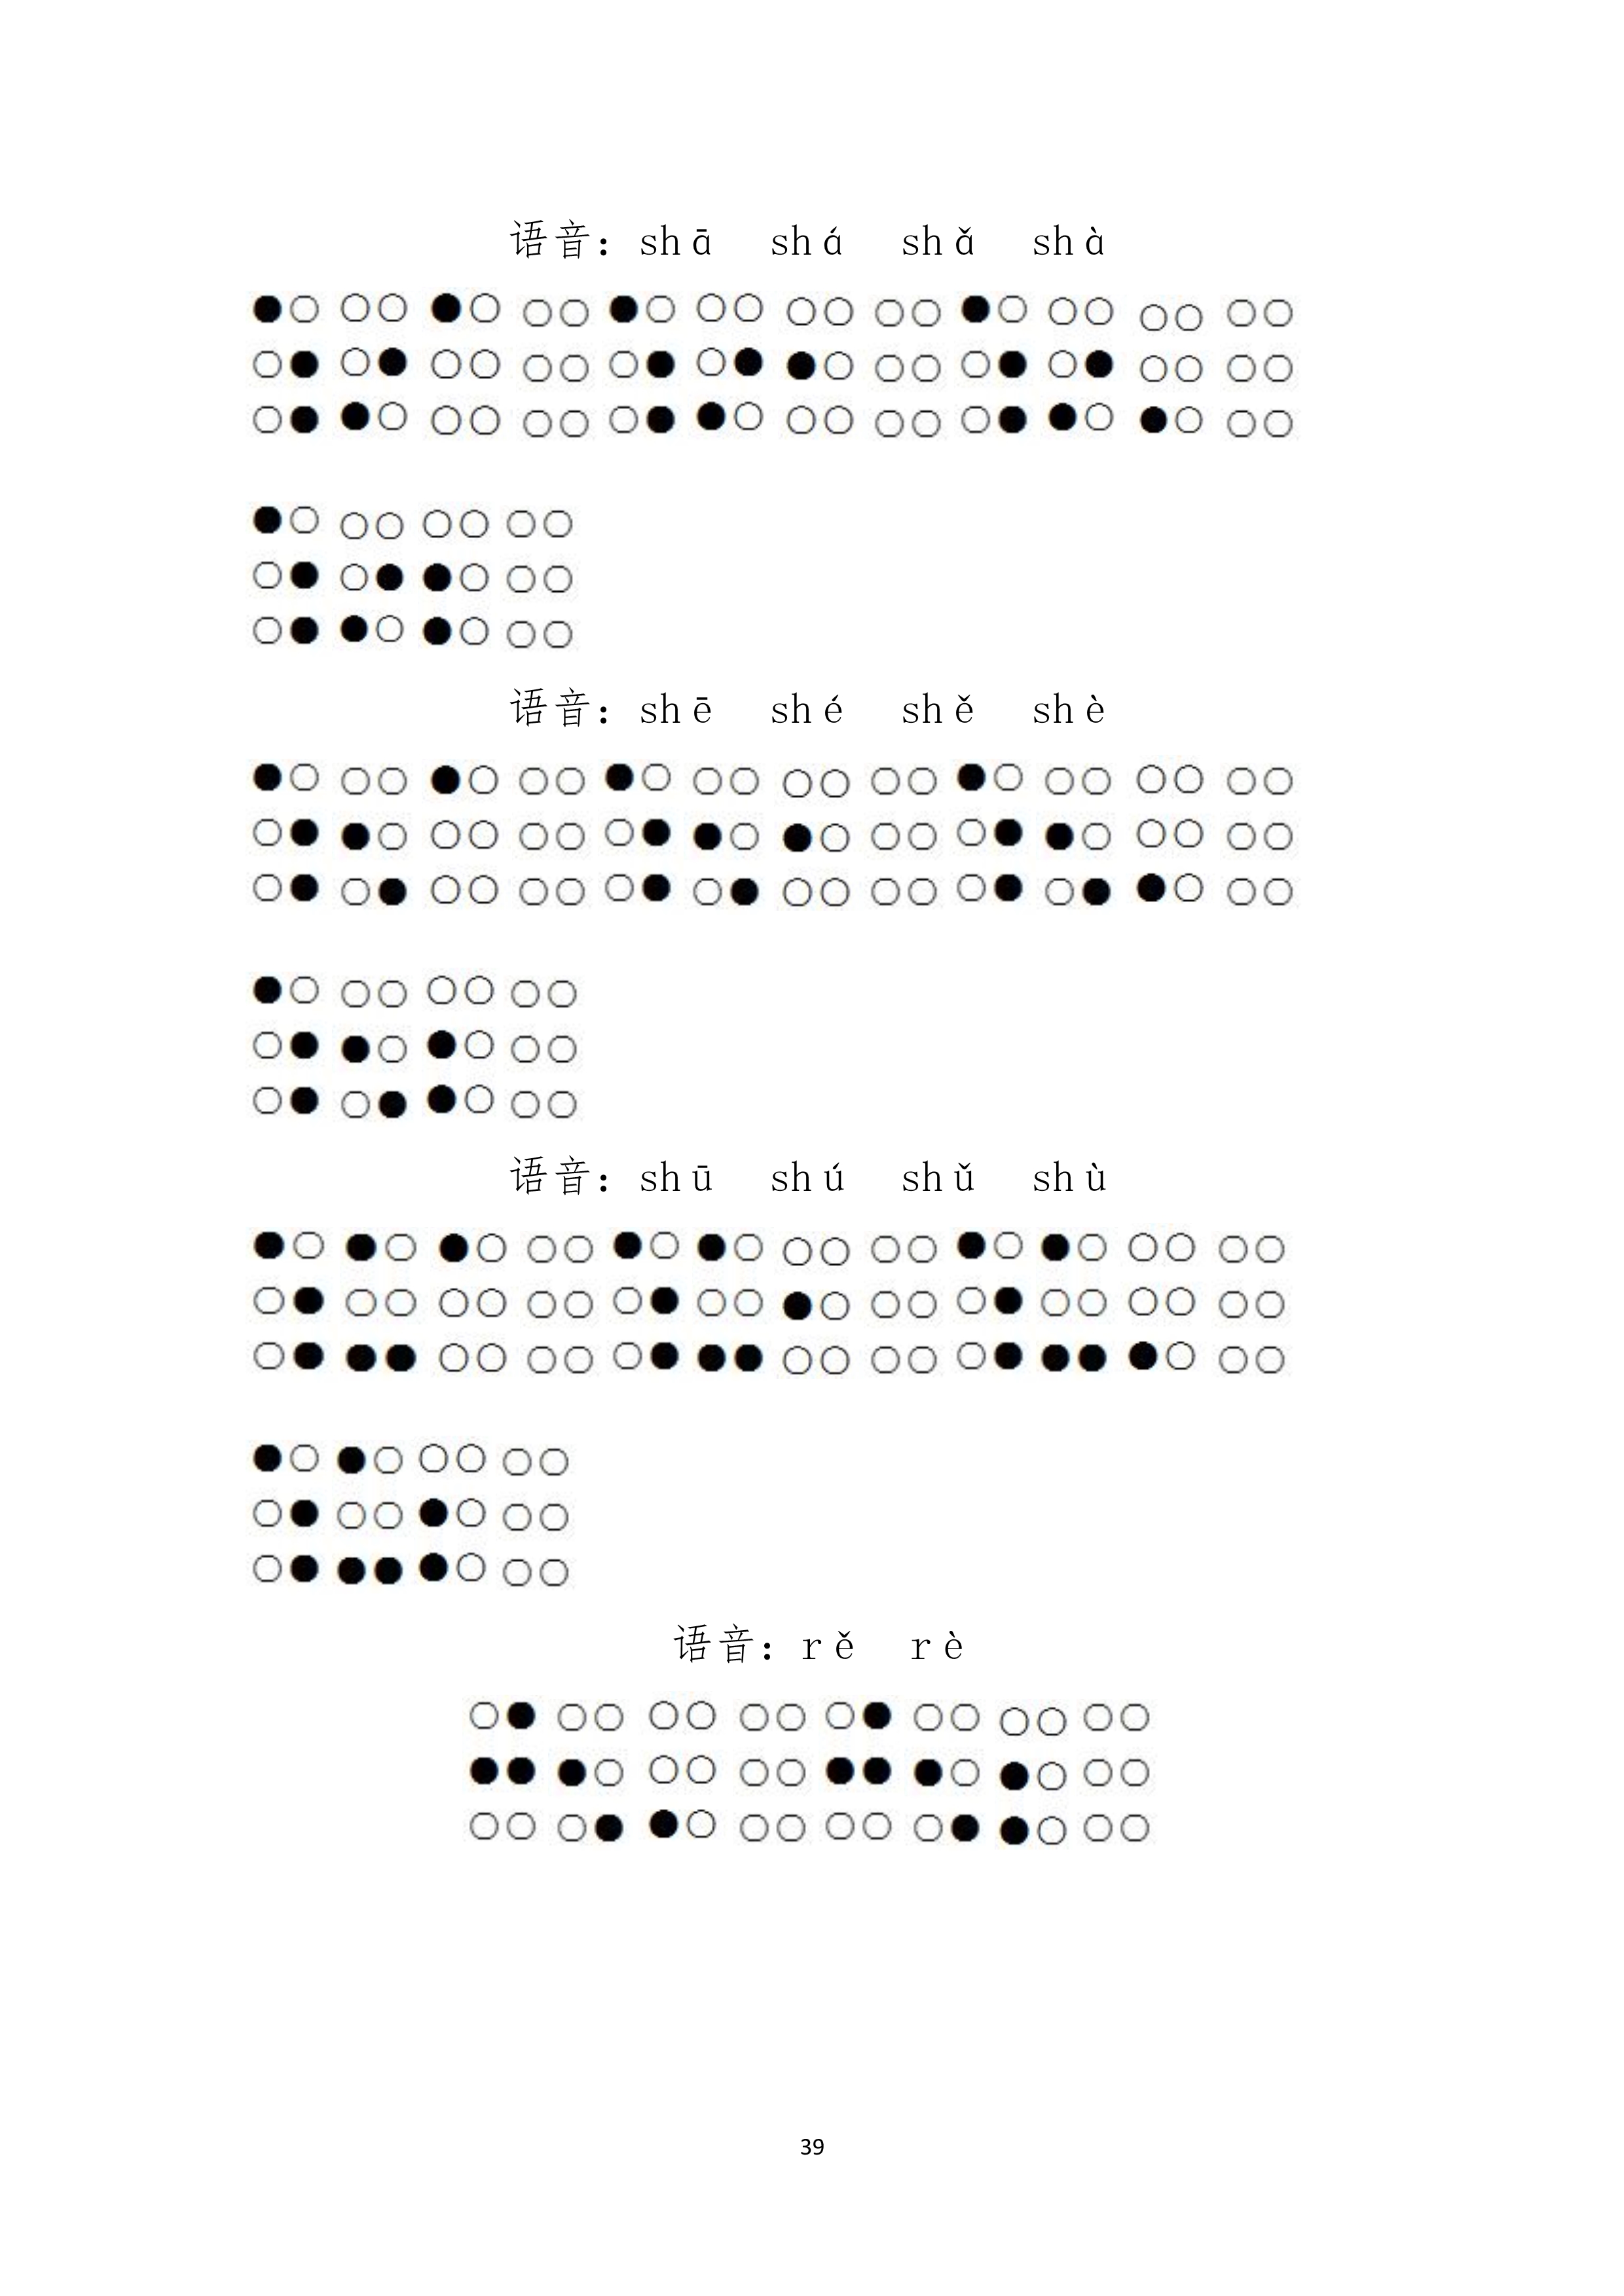 语音：shā shá shǎ shà
●○ ○○ ●○ ○○ ●○ ○○ ○○ ○○ ●○ ○○ ○○ ○○
○● ○● ○○ ○○ ○● ○● ●○ ○○ ○● ○● ○○ ○○
○● ●○ ○○ ○○ ○● ●○ ○○ ○○ ○● ●○ ●○ ○○
●○ ○○ ○○ ○○
○● ○● ●○ ○○
○● ●○ ●○ ○○
语音：shē shé shě shè
●○ ○○ ●○ ○○ ●○ ○○ ○○ ○○ ●○ ○○ ○○ ○○
○● ●○ ○○ ○○ ○● ●○ ●○ ○○ ○● ●○ ○○ ○○
○● ○● ○○ ○○ ○● ○● ○○ ○○ ○● ○● ●○ ○○
●○ ○○ ○○ ○○
○● ●○ ●○ ○○
○● ○● ●○ ○○
语音：shū shú shǔ shù
●○ ●○ ●○ ○○ ●○ ●○ ○○ ○○ ●○ ●○ ○○ ○○
○● ○○ ○○ ○○ ○● ○○ ●○ ○○ ○● ○○ ○○ ○○
○● ●● ○○ ○○ ○● ●● ○○ ○○ ○● ●● ●○ ○○
●○ ●○ ○○ ○○
○● ○○ ●○ ○○
○● ●● ●○ ○○
语音：rě rè
○● ○○ ○○ ○○ ○● ○○ ○○ ○○
●● ●○ ○○ ○○ ●● ●○ ●○ ○○
○○ ○● ●○ ○○ ○○ ○● ●○ ○○
39